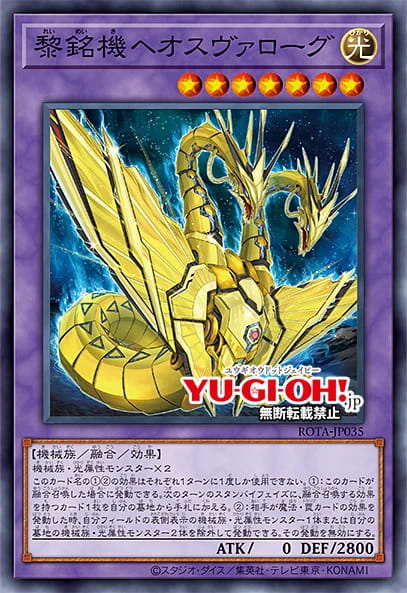 黎銘機ヘオスヴァローグ
光
ユウギオウドットジェイピー
YU-GI-OH!.jp
無断転載禁止
ROTA-JP035
【機械族／融合／効果】
機械族・光属性モンスター×２
このカード名の①②の効果はそれぞれ１ターンに１度しか使用できない。①：このカードが
融合召喚した場合に発動できる。次のターンのスタンバイフェイズに、融合召喚する効果
を持つカード１枚を自分の墓地から手札に加える。②：相手が魔法・罠カードの効果を
発動した時、自分フィールドの表側表示の機械族・光属性モンスター１体または自分の
墓地の機械族・光属性モンスター２体を除外して発動できる。その発動を無効にする。
ATK/ 0 DEF/2800
©スタジオ・ダイス／集英社・テレビ東京・KONAMI